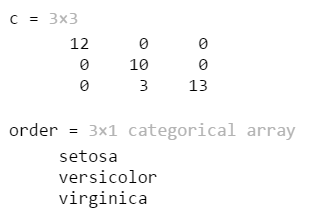 c = 3×3
12 0 0
0 10 0
0 3 13
order = 3×1 categorical array
setosa
versicolor
virginica